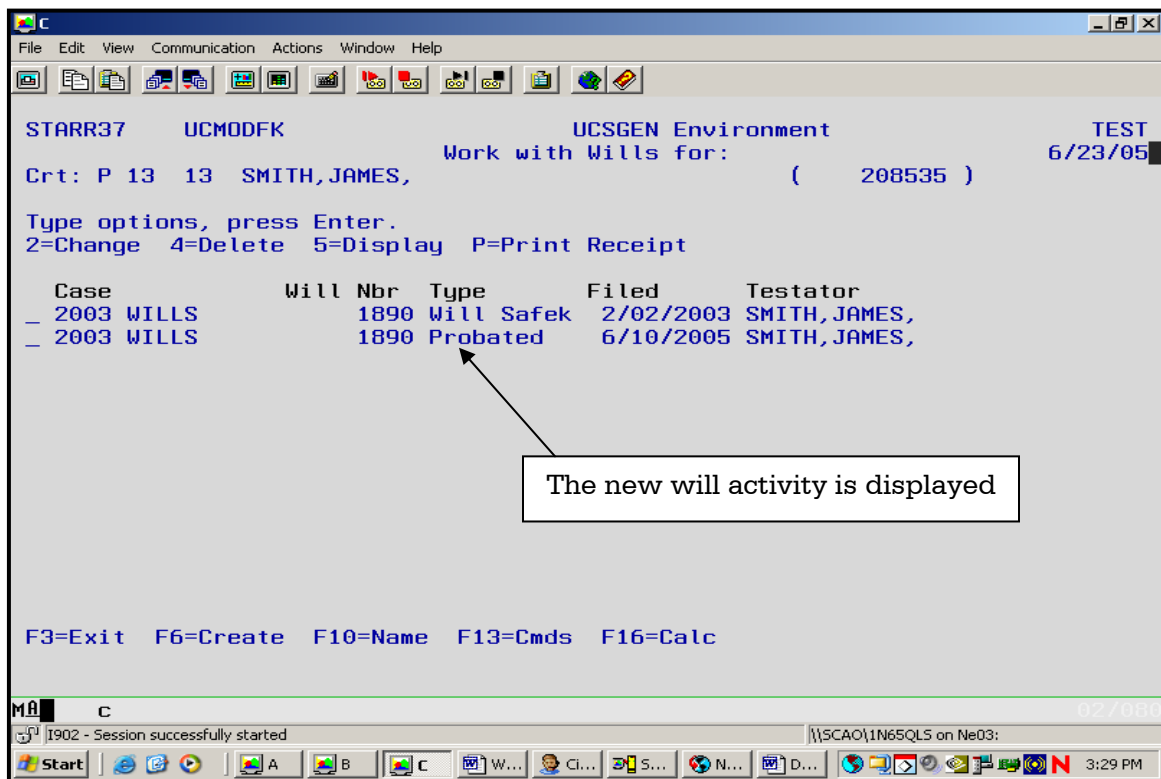 C
File Edit View Communication Actions Window Help
STARR37 UCMODFK UCSGEN Environment TEST
Work with Wills for: 6/23/05
Crt: P 13 13 SMITH,JAMES, ( 208535 )
Type options, press Enter.
2=Change 4=Delete 5=Display P=Print Receipt
Case Will Nbr Type Filed Testator
_ 2003 WILLS 1890 Will Safek 2/02/2003 SMITH,JAMES,
_ 2003 WILLS 1890 Probated 6/10/2005 SMITH,JAMES,
The new will activity is displayed
F3=Exit F6=Create F10=Name F13=Cmds F16=Calc
MA C 02/080
I902 - Session successfully started \\SCAO\1N65QLS on Ne03:
Start A B C W... Ci... S... N... D... N 3:29 PM